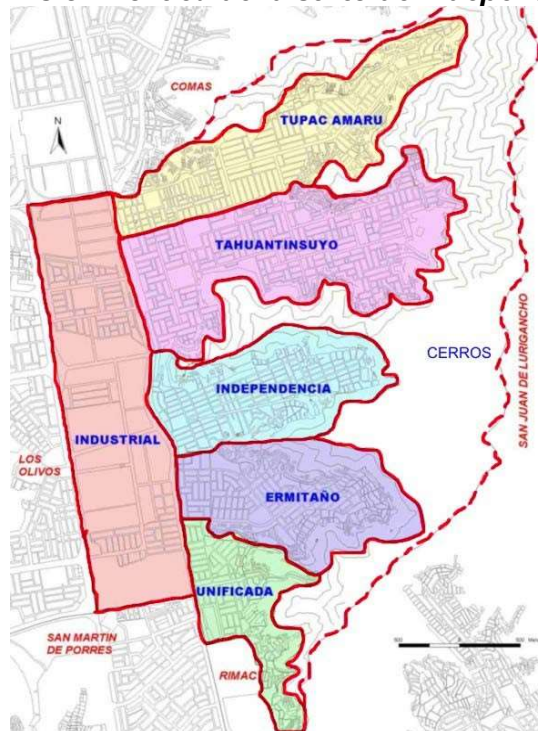 COMAS
TUPAC AMARU
TAHUANTINSUYO
INDEPENDENCIA
CERROS
SAN JUAN DE LURIGANCHO
INDUSTRIAL
LOS
OLIVOS
ERMITAÑO
UNIFICADA
SAN MARTIN
DE PORRES
RIMAC